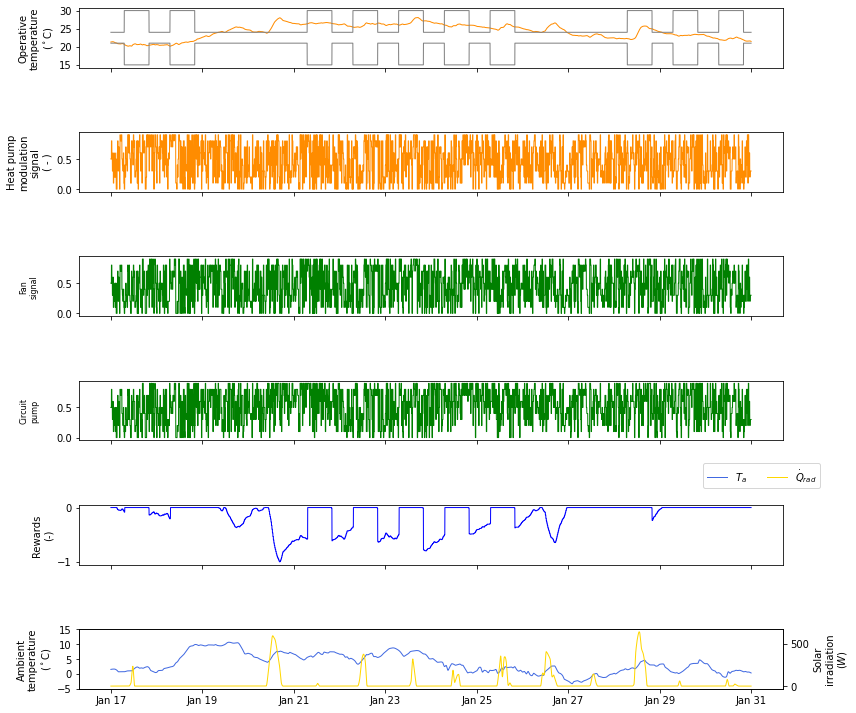 Operative
temperature
(°C)
30
25
20
15
Heat pump
modulation
signal
( - )
0.5
0.0
Fan
signal
0.5
0.0
Circuit
pump
0.5
0.0
T_a
Q̇_rad
Rewards
(-)
0
−1
Ambient
temperature
(°C)
15
10
5
0
−5
500
0
Solar
irradiation
(W)
Jan 17
Jan 19
Jan 21
Jan 23
Jan 25
Jan 27
Jan 29
Jan 31